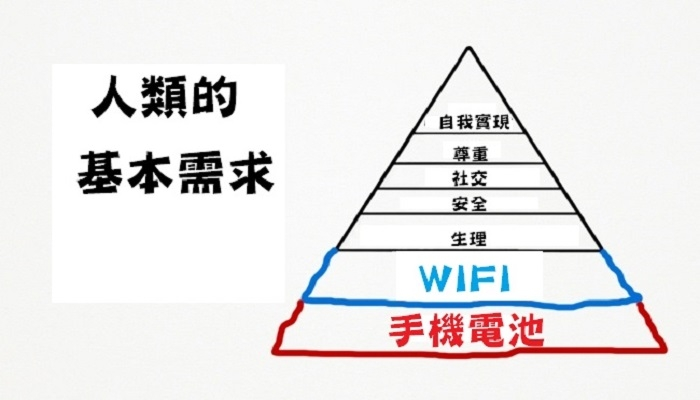 人類的
基本需求
自我實現
尊重
社交
安全
生理
WIFI
手機電池